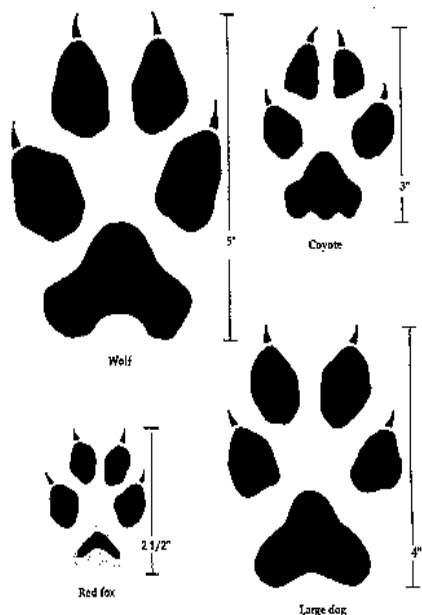 5"
Wolf
3"
Coyote
2 1/2"
Red fox
4"
Large dog